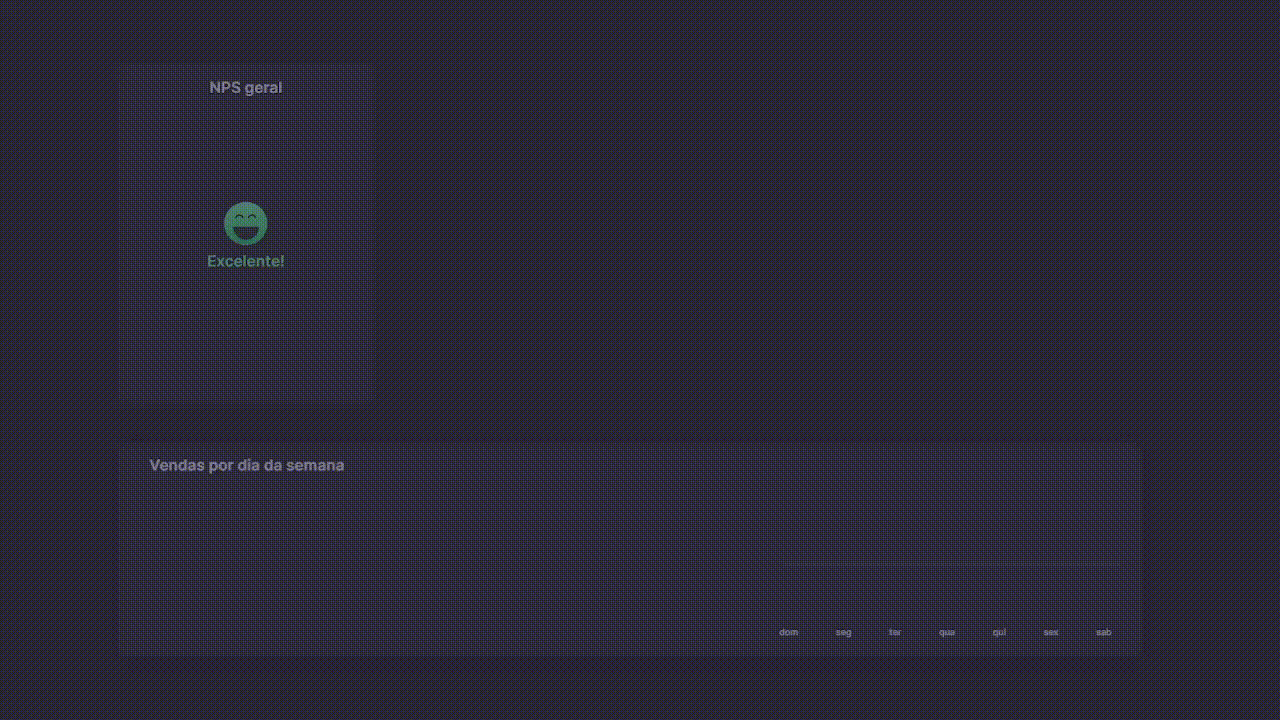 NPS geral
Excelente!
Vendas por dia da semana
dom seg ter qua qui sex sab